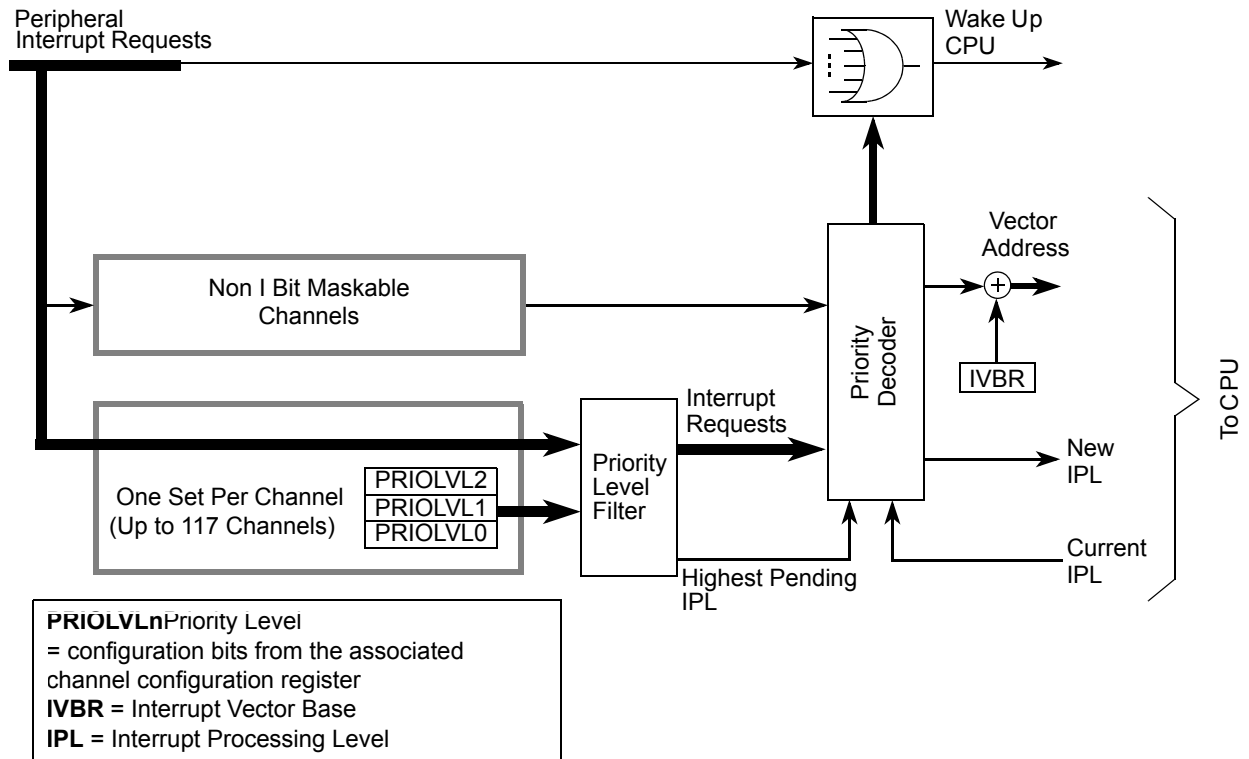 Peripheral
Interrupt Requests
Wake Up
CPU
Vector
Address
Non I Bit Maskable
Channels
Priority
Decoder
IVBR
To CPU
Interrupt
Requests
New
IPL
Priority
Level
Filter
One Set Per Channel
(Up to 117 Channels)
PRIOLVL2
PRIOLVL1
PRIOLVL0
Current
IPL
Highest Pending
IPL
PRIOLVLnPriority Level
= configuration bits from the associated
channel configuration register
IVBR = Interrupt Vector Base
IPL = Interrupt Processing Level